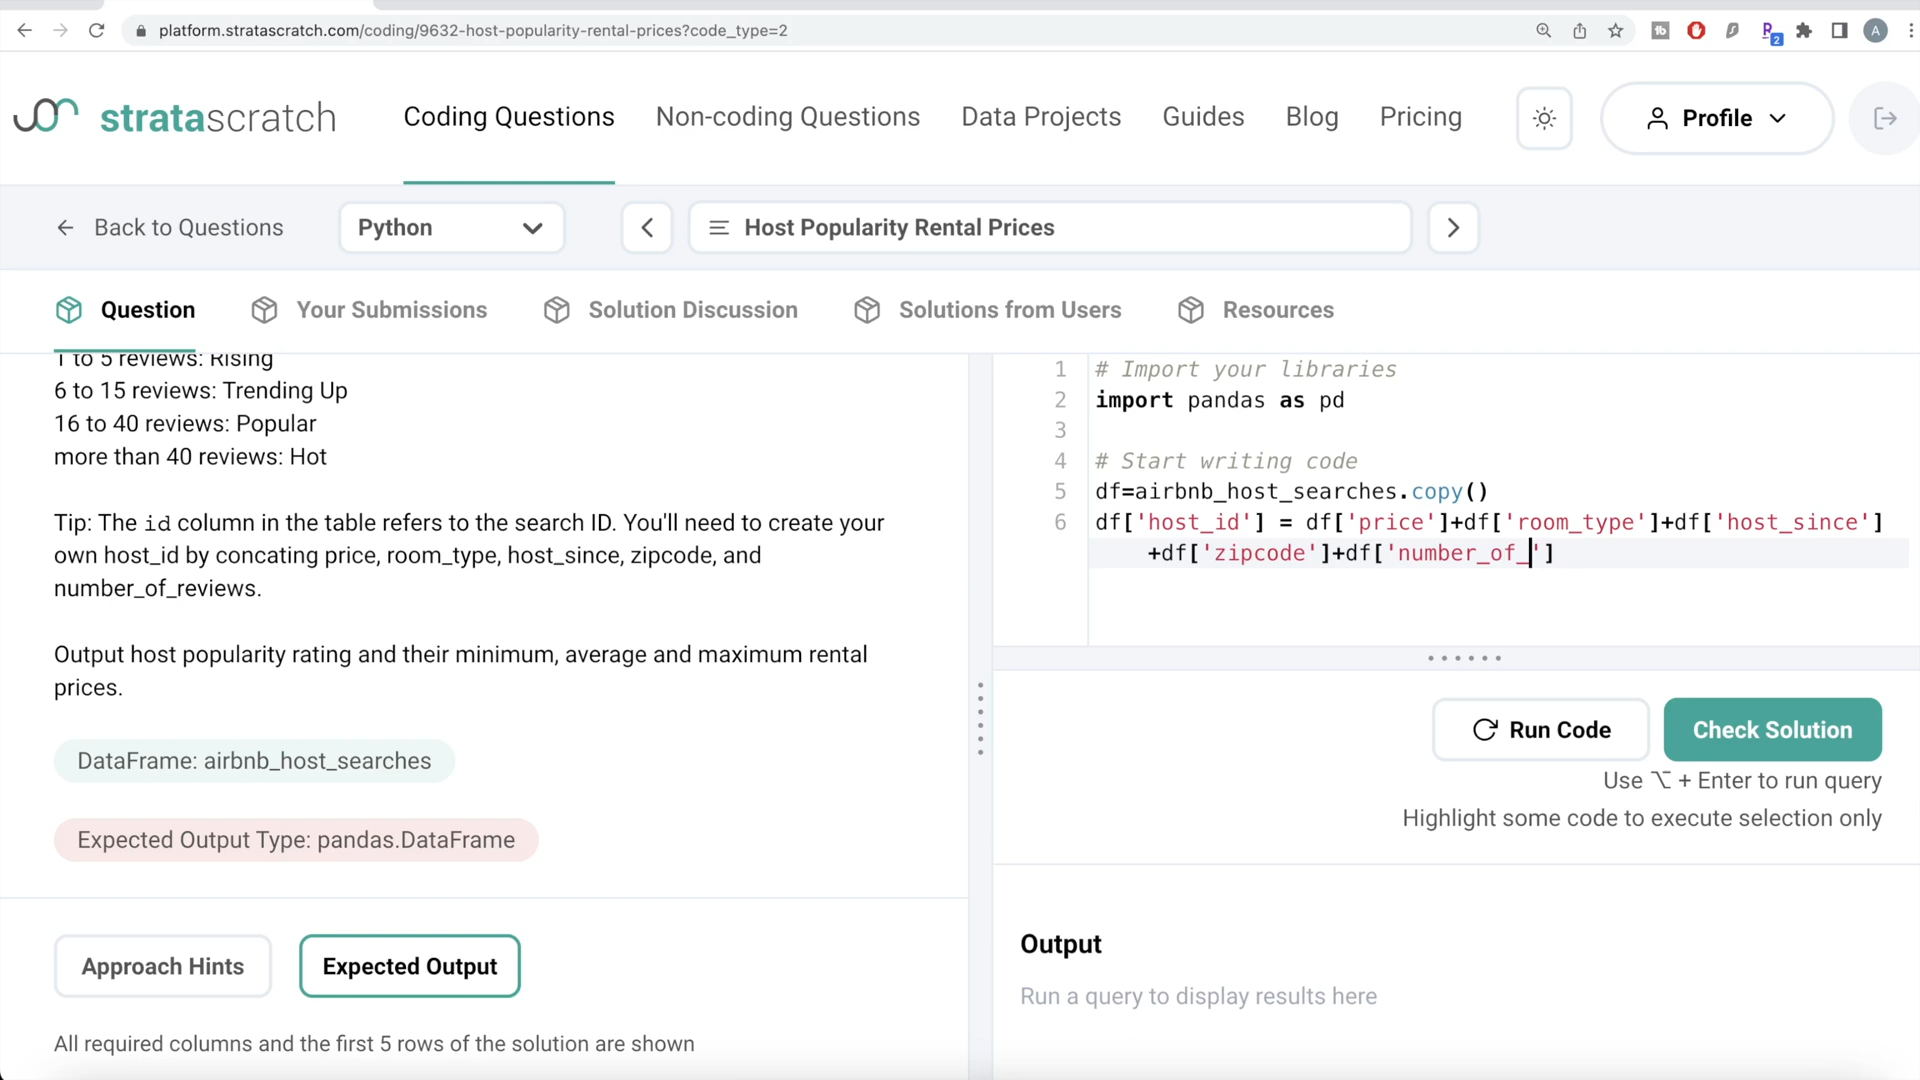 platform.stratascratch.com/coding/9632-host-popularity-rental-prices?code_type=2
2
A
stratascratch
Coding Questions
Non-coding Questions
Data Projects
Guides
Blog
Pricing
Profile
Back to Questions
Python
Host Popularity Rental Prices
Question
Your Submissions
Solution Discussion
Solutions from Users
Resources
1 to 5 reviews: Rising
6 to 15 reviews: Trending Up
16 to 40 reviews: Popular
more than 40 reviews: Hot
Tip: The id column in the table refers to the search ID. You'll need to create your
own host_id by concating price, room_type, host_since, zipcode, and
number_of_reviews.
Output host popularity rating and their minimum, average and maximum rental
prices.
DataFrame: airbnb_host_searches
Expected Output Type: pandas.DataFrame
Approach Hints
Expected Output
All required columns and the first 5 rows of the solution are shown
1 # Import your libraries
2 import pandas as pd
3
4 # Start writing code
5 df=airbnb_host_searches.copy()
6 df['host_id'] = df['price']+df['room_type']+df['host_since']
+df['zipcode']+df['number_of_']
Run Code
Check Solution
Use ⌥ + Enter to run query
Highlight some code to execute selection only
Output
Run a query to display results here